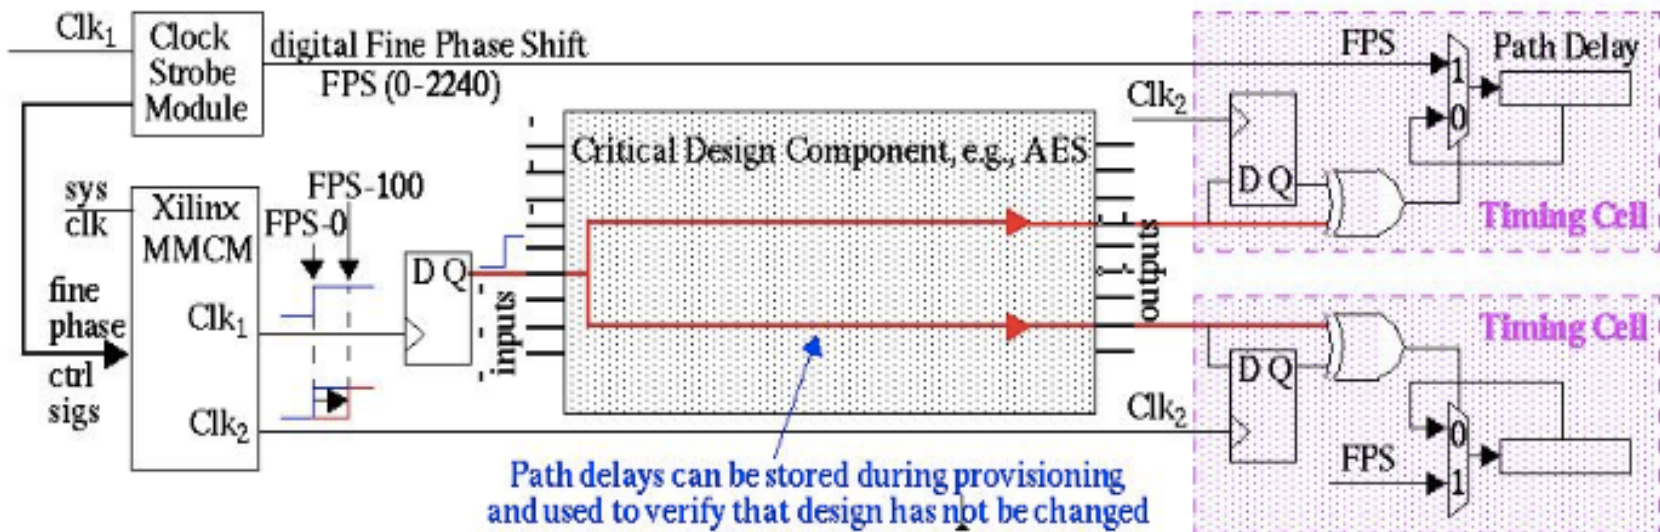 Clk1
Clock
Strobe
Module
digital Fine Phase Shift
FPS (0-2240)
FPS
1
0
Path Delay
Clk2
D Q
Timing Cell
Critical Design Component, e.g., AES
sys
clk
Xilinx
MMCM
FPS-100
FPS-0
fine
phase
ctrl
sigs
Clk1
Clk2
D Q
inputs
outputs
Timing Cell
D Q
Clk2
0
1
FPS
Path delays can be stored during provisioning
and used to verify that design has not be changed